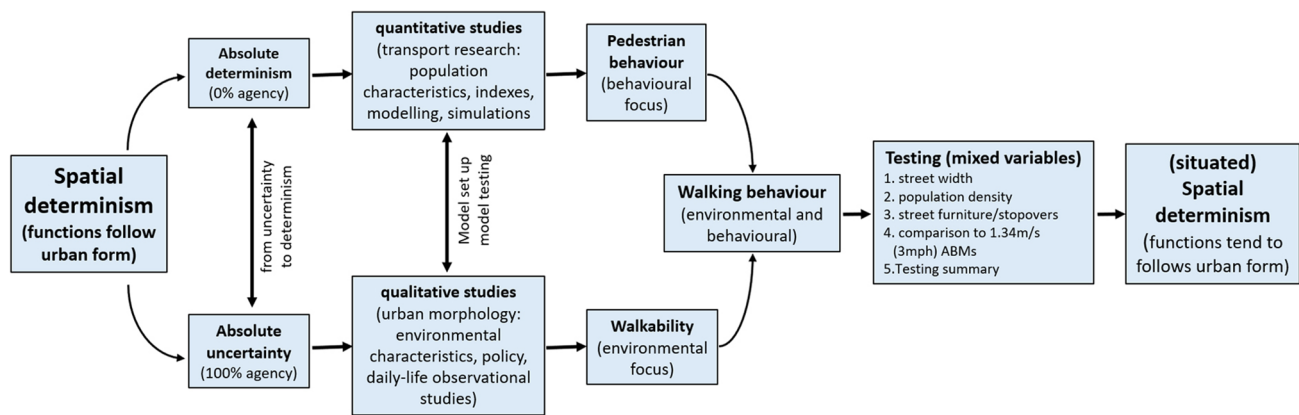 Spatial
determinism
(functions follow
urban form)
Absolute
determinism
(0% agency)
from uncertainty
to determinism
Absolute
uncertainty
(100% agency)
quantitative studies
(transport research:
population
characteristics, indexes,
modelling, simulations
Model set up
model testing
qualitative studies
(urban morphology:
environmental
characteristics, policy,
daily-life observational
studies)
Pedestrian
behaviour
(behavioural
focus)
Walkability
(environmental
focus)
Walking behaviour
(environmental and
behavioural)
Testing (mixed variables)
1. street width
2. population density
3. street furniture/stopovers
4. comparison to 1.34m/s
(3mph) ABMs
5.Testing summary
(situated)
Spatial
determinism
(functions tend to
follows urban form)